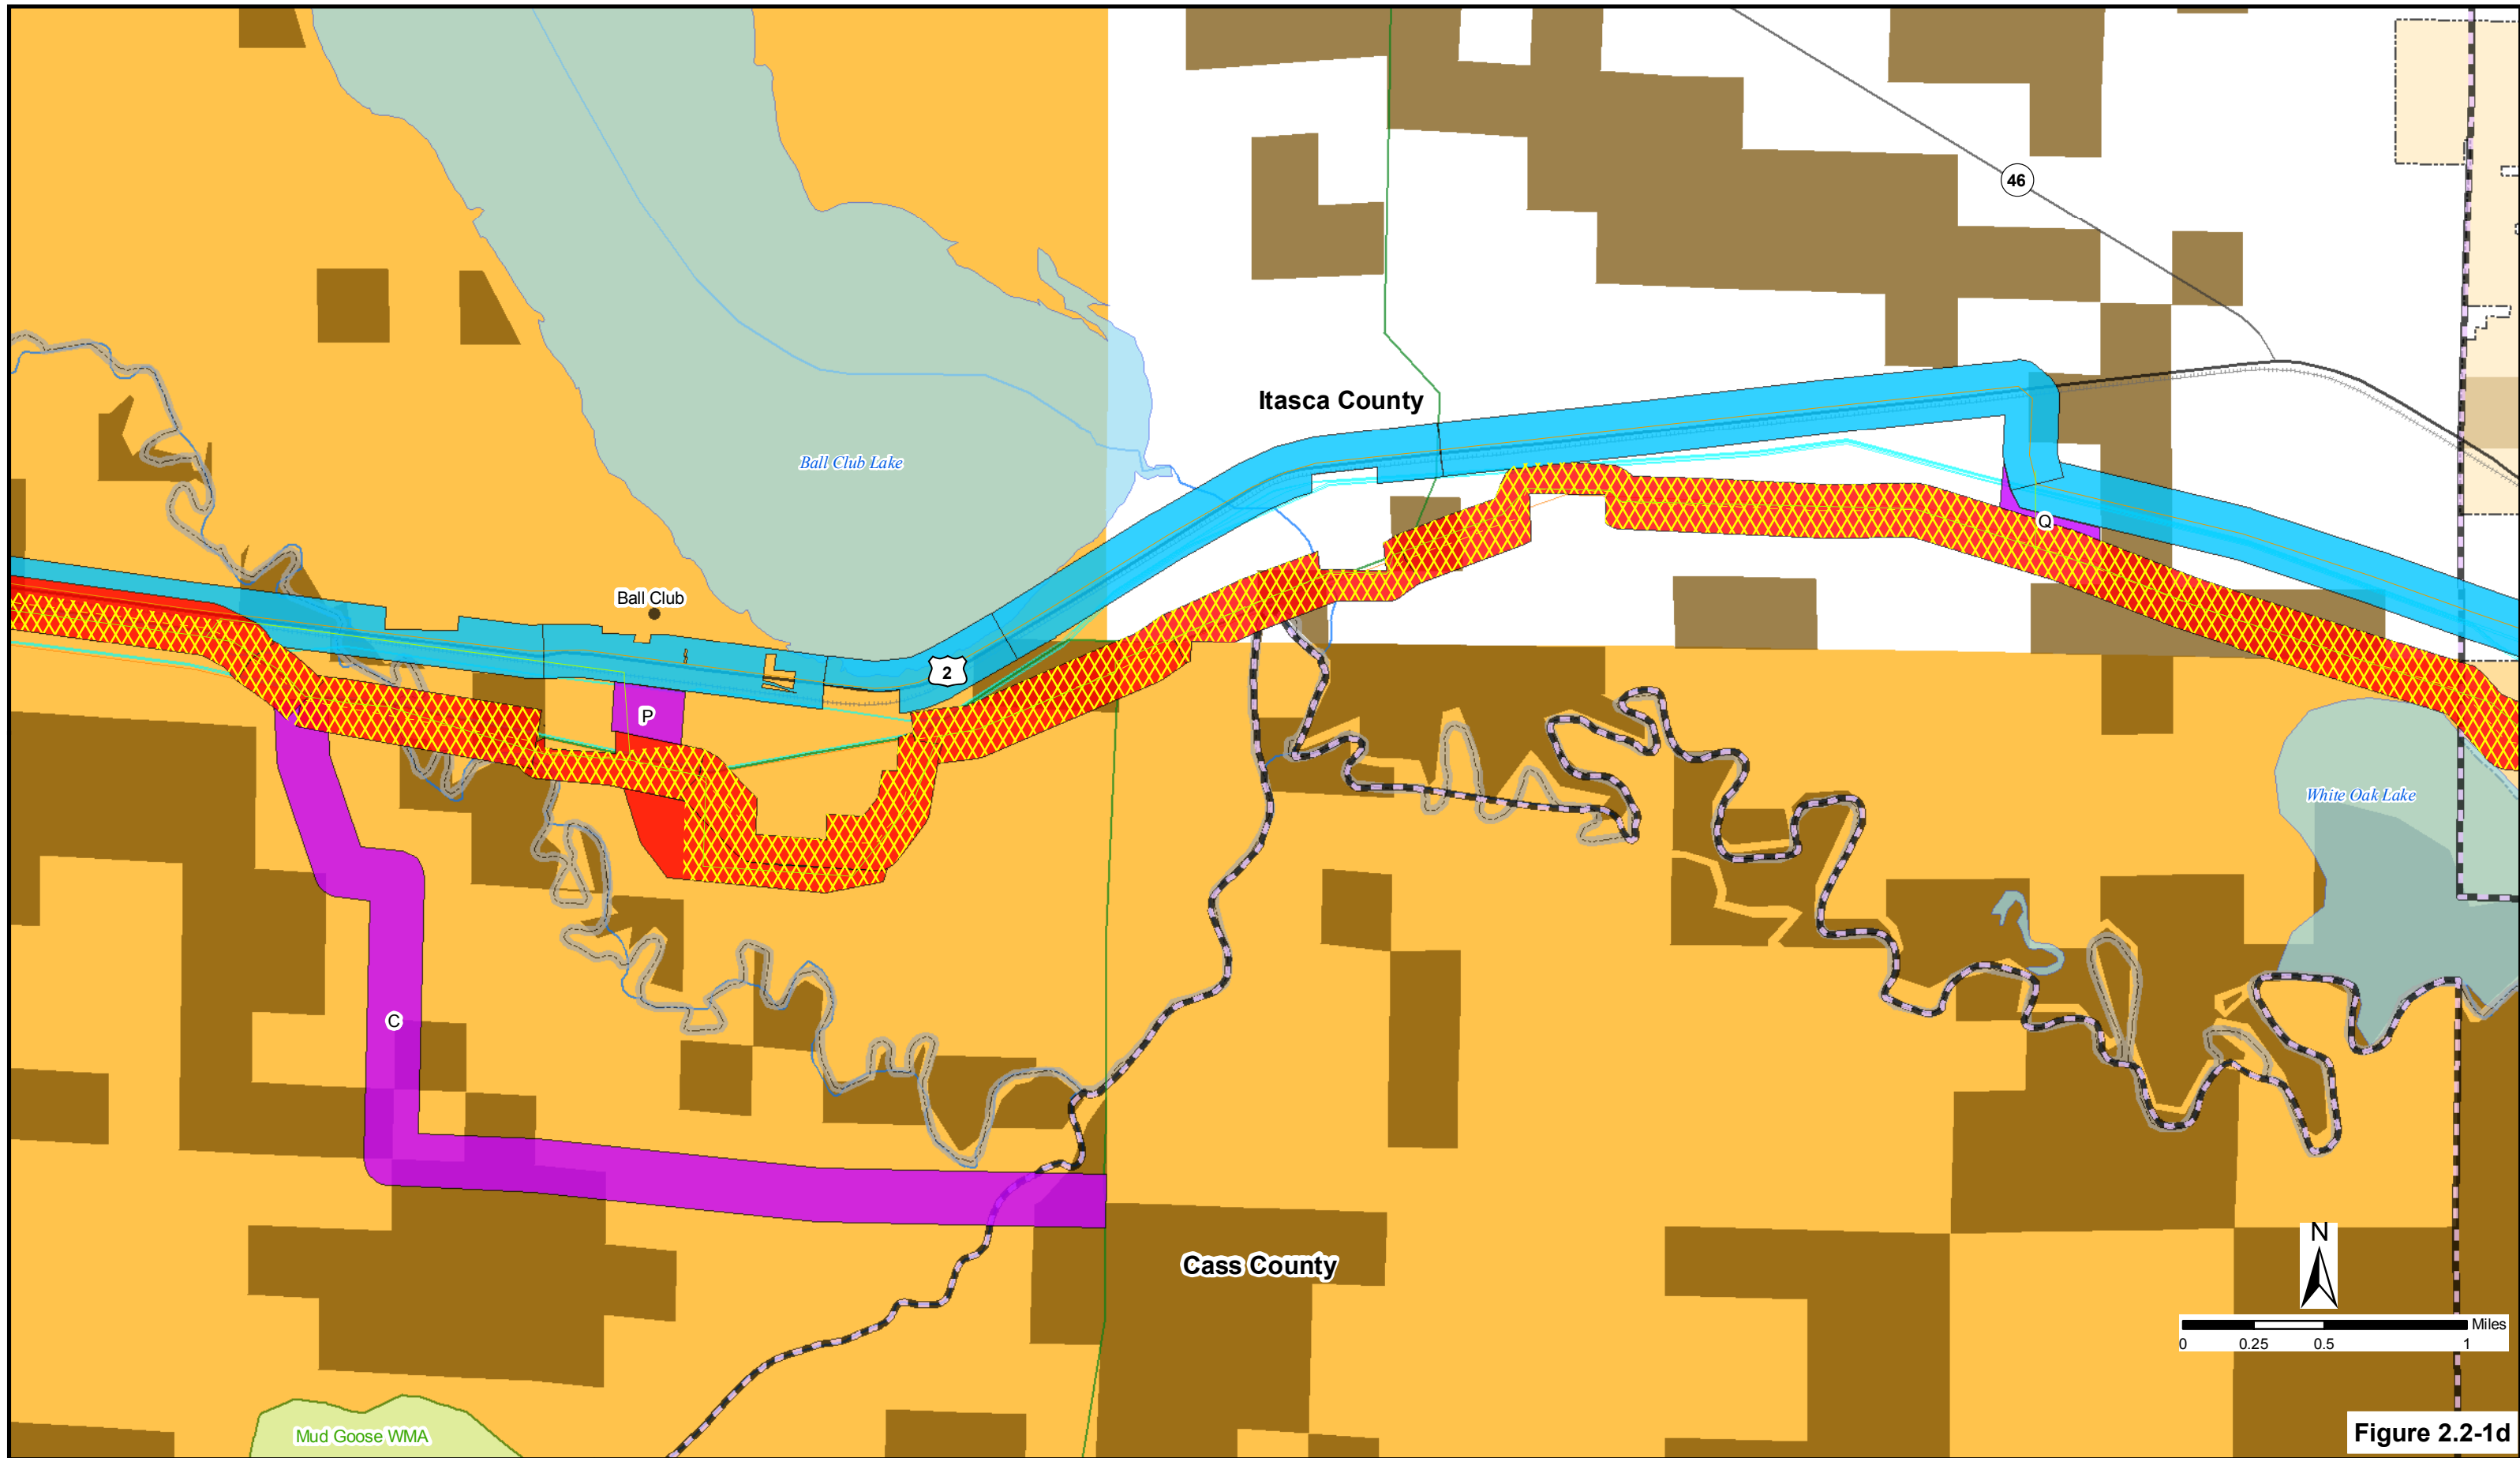 46
Itasca County
Ball Club Lake
Q
Ball Club
2
P
White Oak Lake
C
N
Cass County
Miles
0 0.25 0.5 1
Mud Goose WMA
Figure 2.2-1d